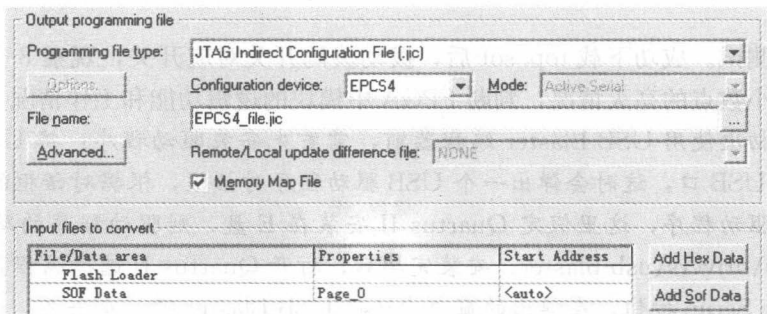 Output programming file
Programming file type: JTAG Indirect Configuration File (.jic)
Options... Configuration device: EPCS4 Mode: Active Serial
File name: EPCS4_file.jic ...
Advanced... Remote/Local update difference file: NONE
Memory Map File
Input files to convert
File/Data area Properties Start Address Add Hex Data
Flash Loader
SOF Data Page_0 <auto> Add Sof Data